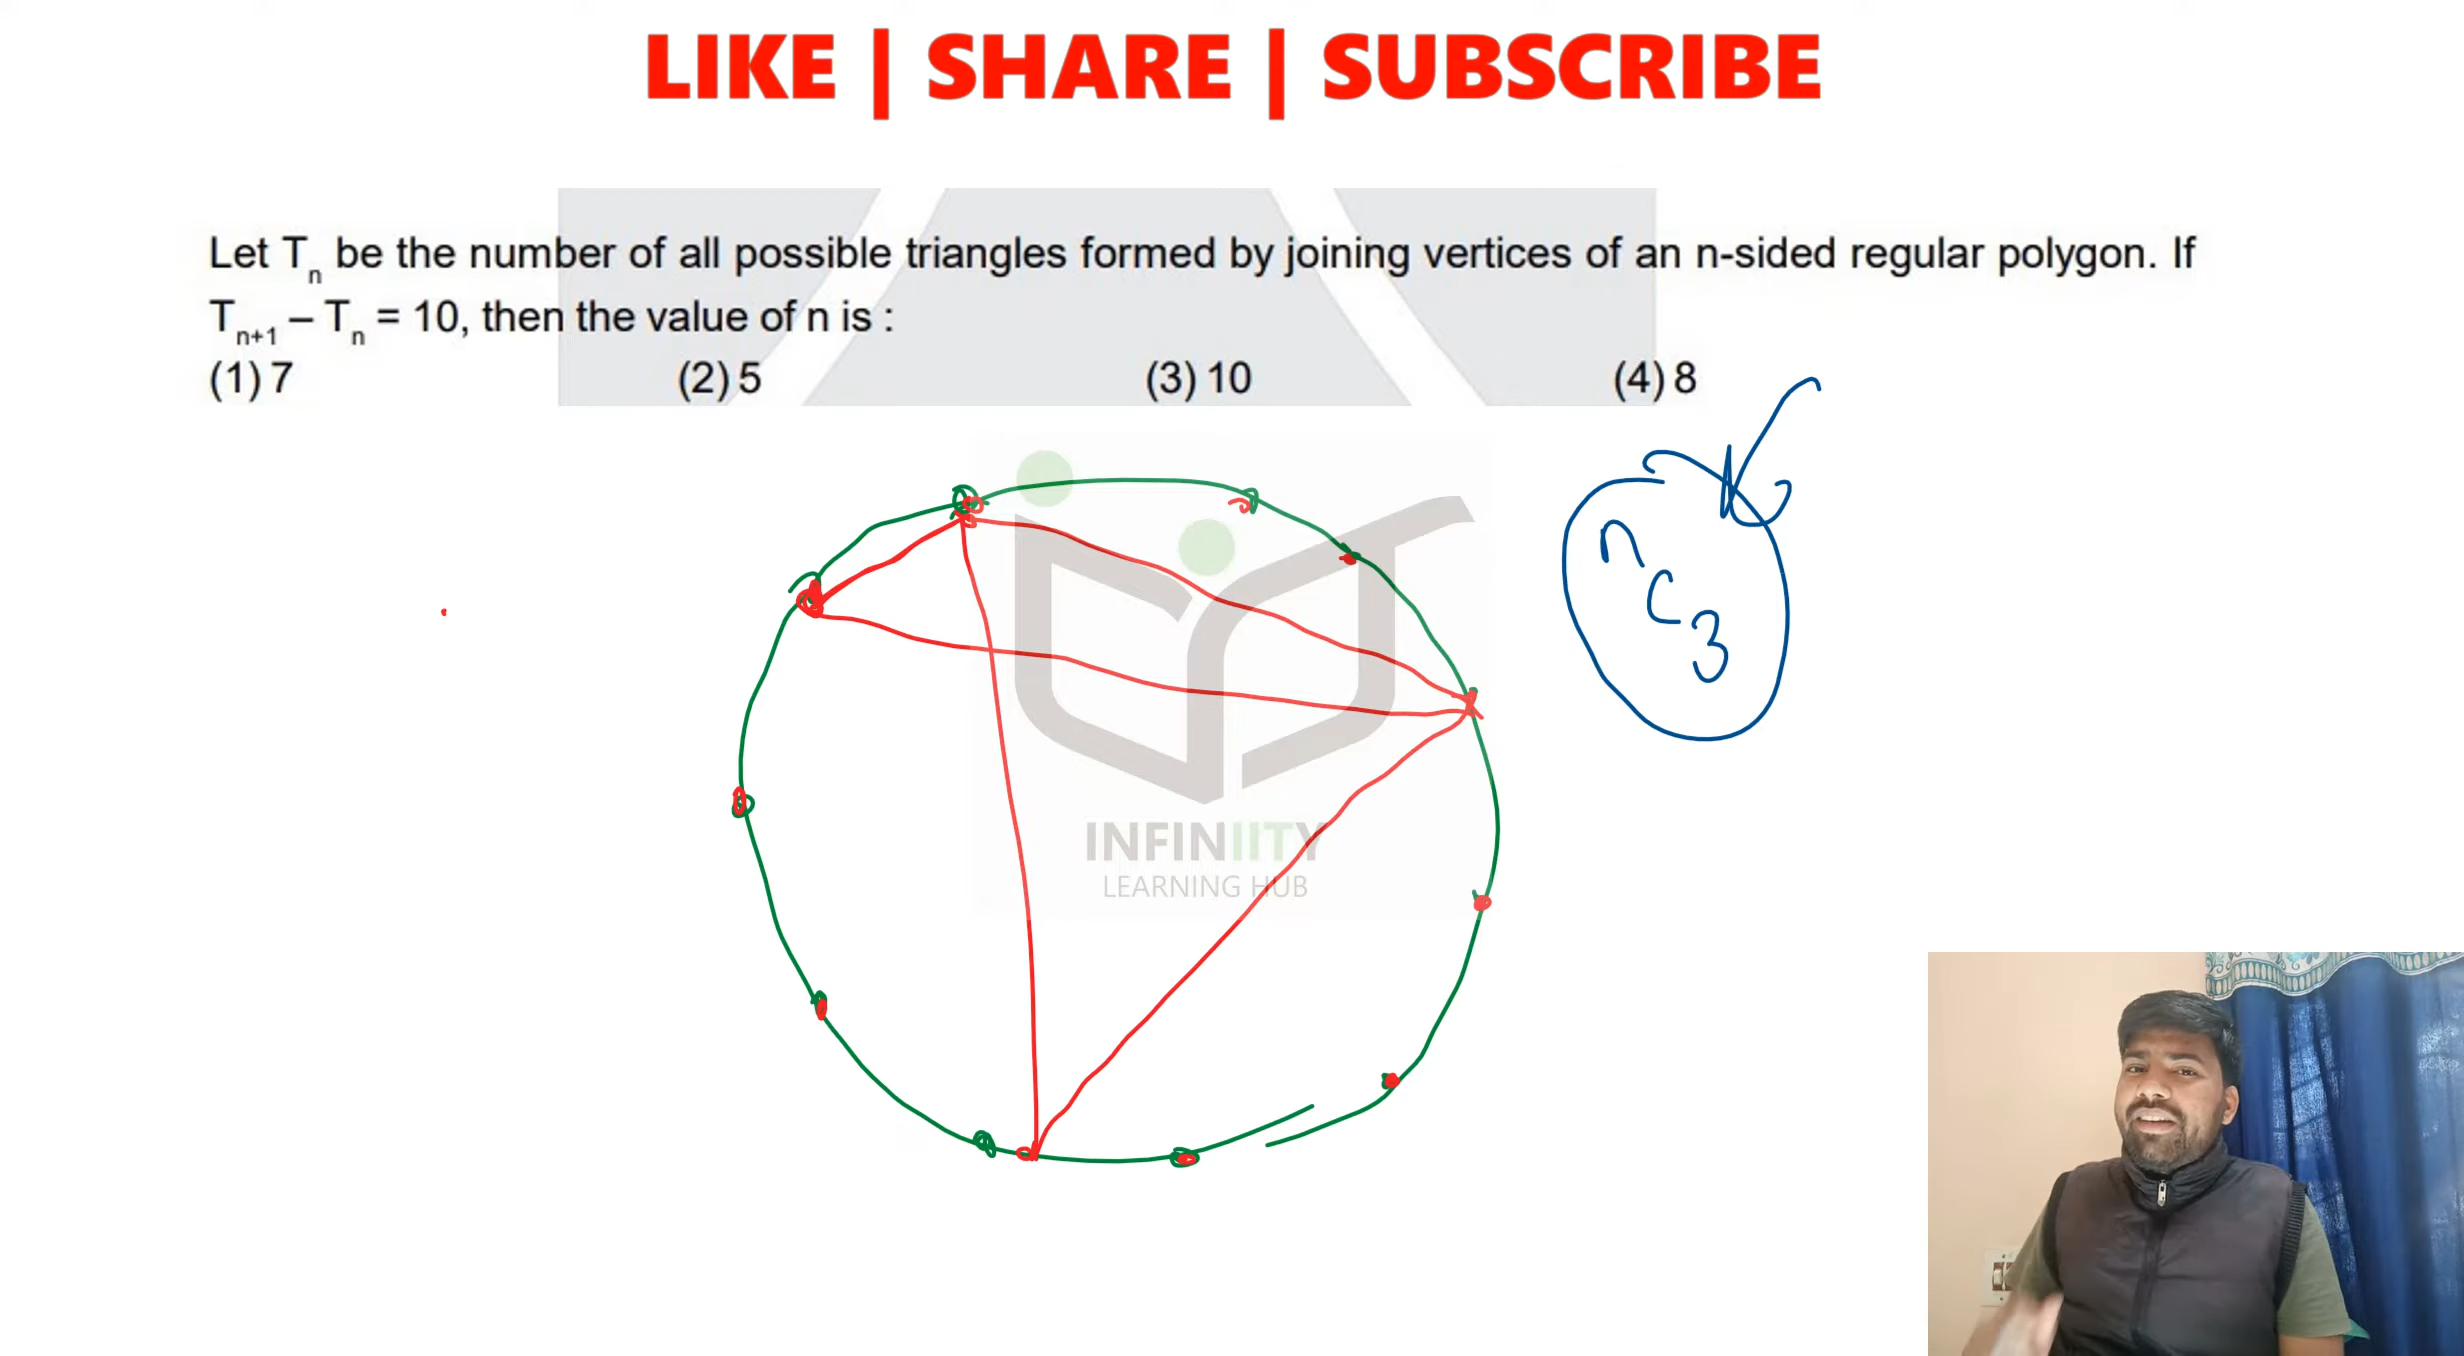 LIKE | SHARE | SUBSCRIBE
Let Tn be the number of all possible triangles formed by joining vertices of an n-sided regular polygon. If
Tn+1 – Tn = 10, then the value of n is :
(1) 7 (2) 5 (3) 10 (4) 8
n
C
3
INFINIITY
LEARNING HUB